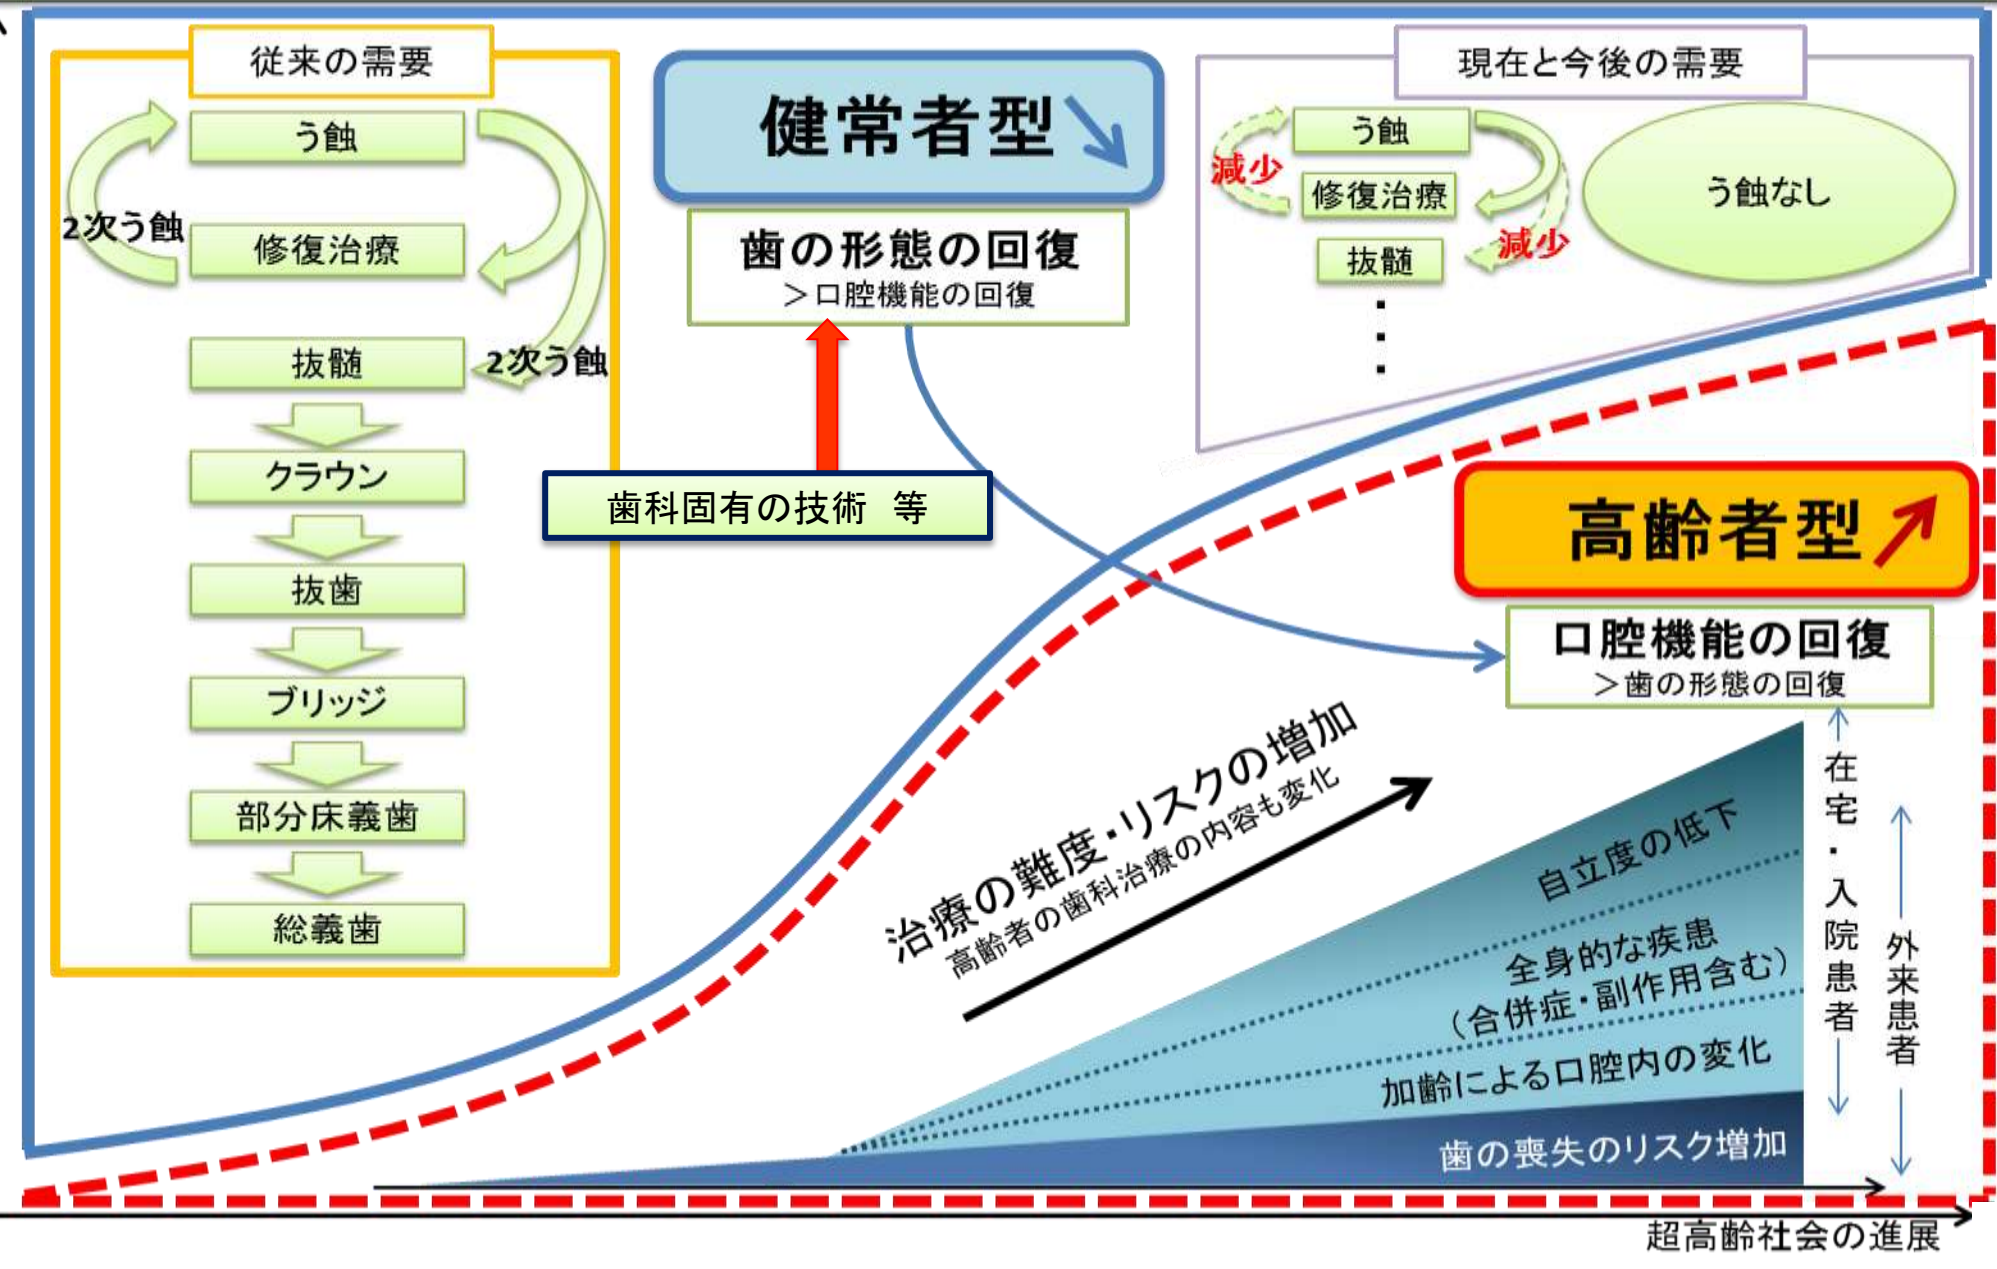 従来の需要
う蝕
2次う蝕
修復治療
抜髄
2次う蝕
クラウン
抜歯
ブリッジ
部分床義歯
総義歯
健常者型
歯の形態の回復
＞口腔機能の回復
歯科固有の技術　等
現在と今後の需要
う蝕
減少
修復治療
減少
抜髄
う蝕なし
高齢者型
口腔機能の回復
＞歯の形態の回復
治療の難度・リスクの増加
高齢者の歯科治療の内容も変化
自立度の低下
全身的な疾患
（合併症・副作用含む）
加齢による口腔内の変化
歯の喪失のリスク増加
在宅・入院患者
外来患者
超高齢社会の進展